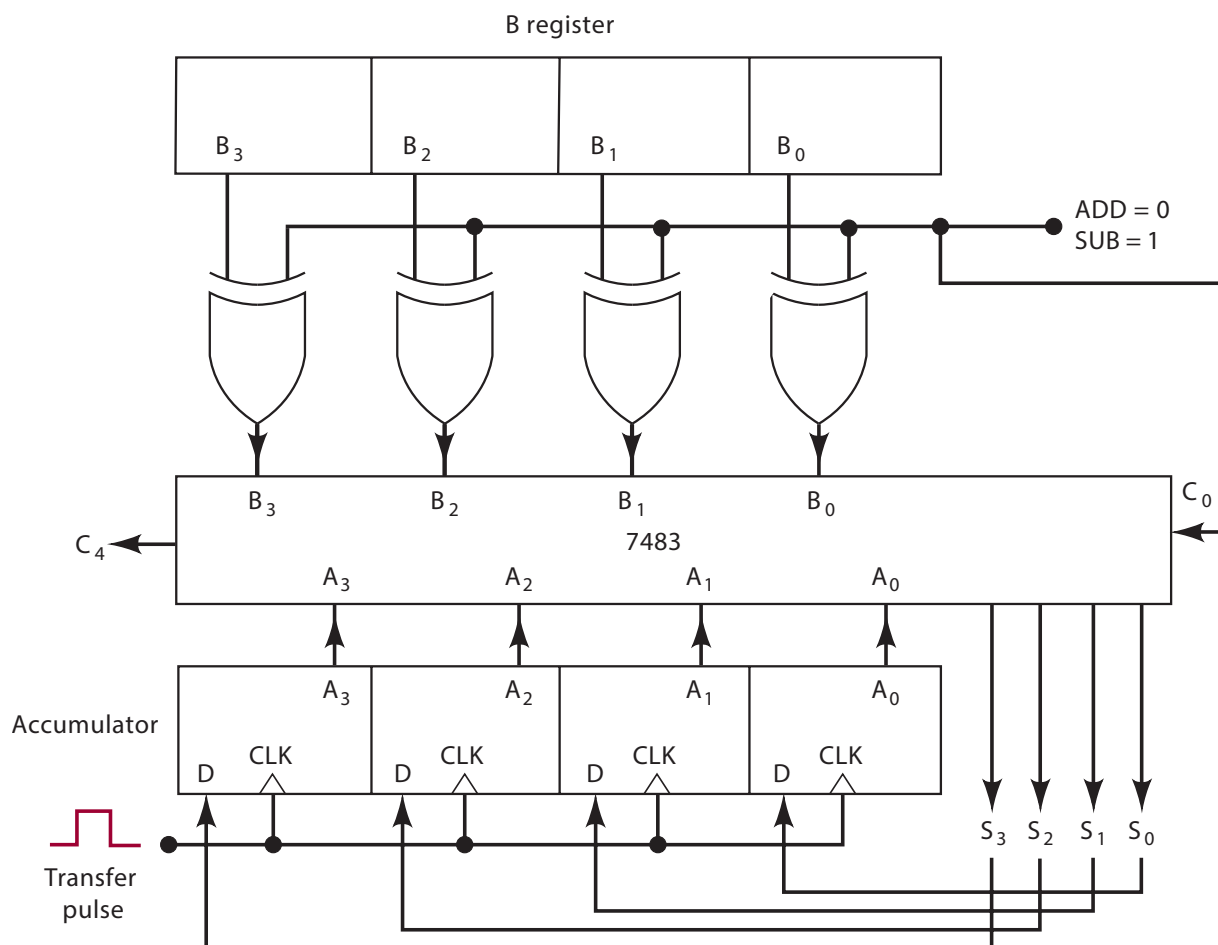 B register
B3 B2 B1 B0
ADD = 0
SUB = 1
B3 B2 B1 B0
C0
7483
C4
A3 A2 A1 A0
A3 A2 A1 A0
Accumulator
CLK CLK CLK CLK
D D D D
S3 S2 S1 S0
Transfer
pulse